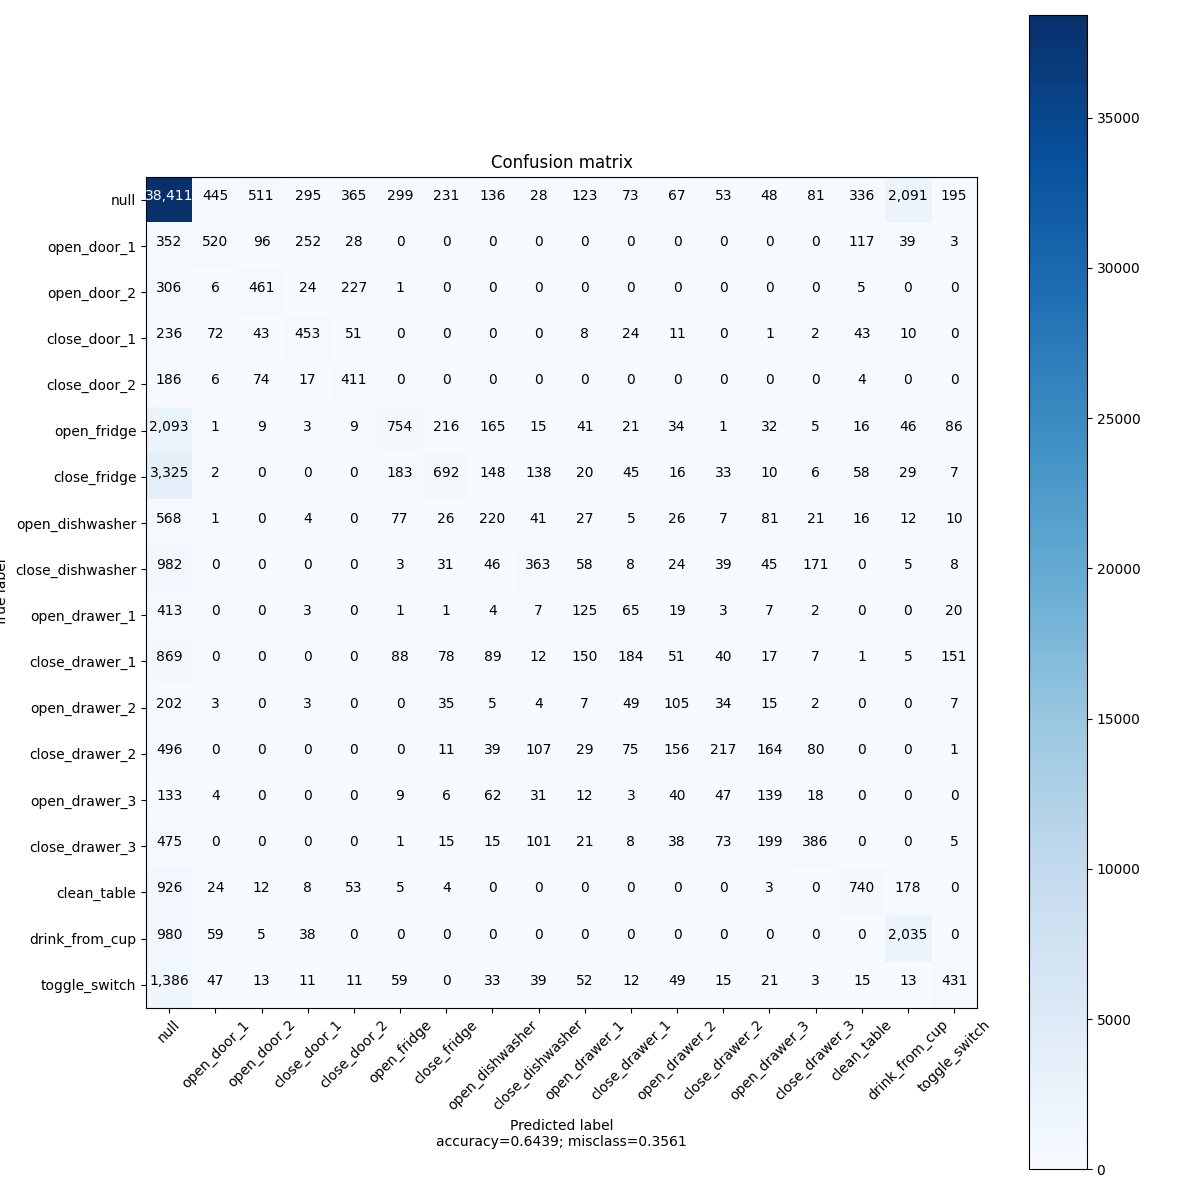 Confusion matrix
null 38,411 445 511 295 365 299 231 136 28 123 73 67 53 48 81 336 2,091 195
open_door_1 352 520 96 252 28 0 0 0 0 0 0 0 0 0 0 117 39 3
open_door_2 306 6 461 24 227 1 0 0 0 0 0 0 0 0 0 5 0 0
close_door_1 236 72 43 453 51 0 0 0 0 8 24 11 0 1 2 43 10 0
close_door_2 186 6 74 17 411 0 0 0 0 0 0 0 0 0 0 4 0 0
open_fridge 2,093 1 9 3 9 754 216 165 15 41 21 34 1 32 5 16 46 86
close_fridge 3,325 2 0 0 0 183 692 148 138 20 45 16 33 10 6 58 29 7
open_dishwasher 568 1 0 4 0 77 26 220 41 27 5 26 7 81 21 16 12 10
close_dishwasher 982 0 0 0 0 3 31 46 363 58 8 24 39 45 171 0 5 8
open_drawer_1 413 0 0 3 0 1 1 4 7 125 65 19 3 7 2 0 0 20
close_drawer_1 869 0 0 0 0 88 78 89 12 150 184 51 40 17 7 1 5 151
open_drawer_2 202 3 0 3 0 0 35 5 4 7 49 105 34 15 2 0 0 7
close_drawer_2 496 0 0 0 0 0 11 39 107 29 75 156 217 164 80 0 0 1
open_drawer_3 133 4 0 0 0 9 6 62 31 12 3 40 47 139 18 0 0 0
close_drawer_3 475 0 0 0 0 1 15 15 101 21 8 38 73 199 386 0 0 5
clean_table 926 24 12 8 53 5 4 0 0 0 0 0 0 3 0 740 178 0
drink_from_cup 980 59 5 38 0 0 0 0 0 0 0 0 0 0 0 0 2,035 0
toggle_switch 1,386 47 13 11 11 59 0 33 39 52 12 49 15 21 3 15 13 431
null open_door_1 open_door_2 close_door_1 close_door_2 open_fridge close_fridge open_dishwasher close_dishwasher open_drawer_1 close_drawer_1 open_drawer_2 close_drawer_2 open_drawer_3 close_drawer_3 clean_table drink_from_cup toggle_switch
Predicted label
accuracy=0.6439; misclass=0.3561
35000
30000
25000
20000
15000
10000
5000
0